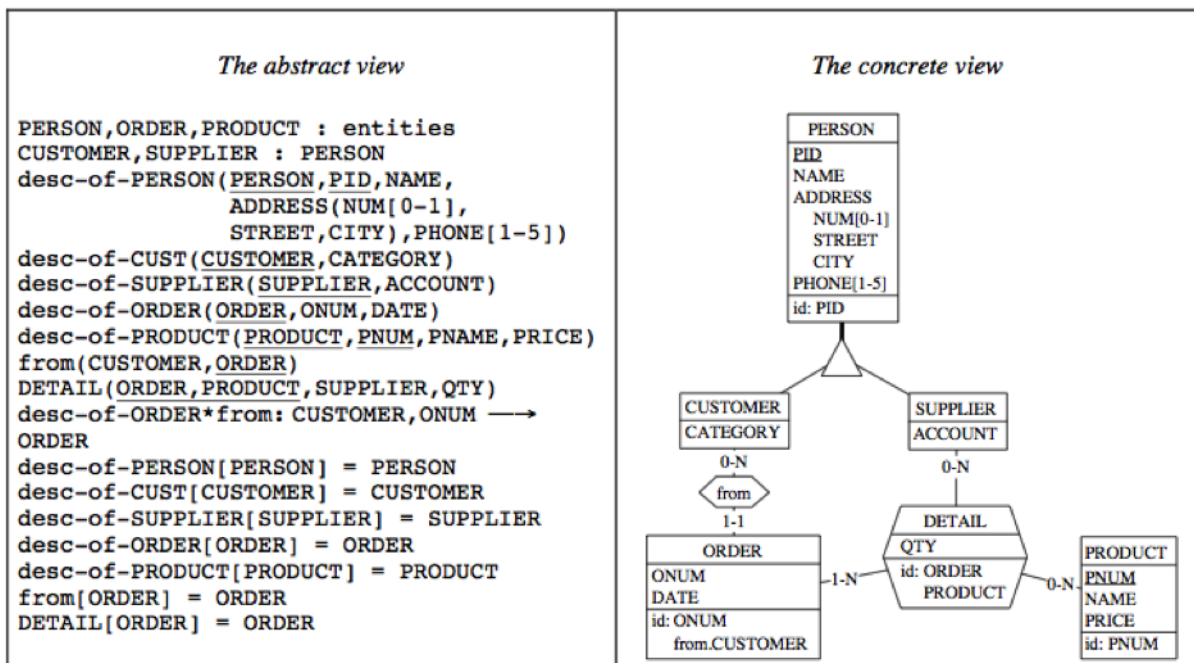 The abstract view
PERSON,ORDER,PRODUCT : entities
CUSTOMER,SUPPLIER : PERSON
desc-of-PERSON(PERSON,PID,NAME,
ADDRESS(NUM[0-1],
STREET,CITY),PHONE[1-5])
desc-of-CUST(CUSTOMER,CATEGORY)
desc-of-SUPPLIER(SUPPLIER,ACCOUNT)
desc-of-ORDER(ORDER,ONUM,DATE)
desc-of-PRODUCT(PRODUCT,PNUM,PNAME,PRICE)
from(CUSTOMER,ORDER)
DETAIL(ORDER,PRODUCT,SUPPLIER,QTY)
desc-of-ORDER*from: CUSTOMER,ONUM ⟶
ORDER
desc-of-PERSON[PERSON] = PERSON
desc-of-CUST[CUSTOMER] = CUSTOMER
desc-of-SUPPLIER[SUPPLIER] = SUPPLIER
desc-of-ORDER[ORDER] = ORDER
desc-of-PRODUCT[PRODUCT] = PRODUCT
from[ORDER] = ORDER
DETAIL[ORDER] = ORDER
The concrete view
PERSON
PID
NAME
ADDRESS
NUM[0-1]
STREET
CITY
PHONE[1-5]
id: PID
CUSTOMER
CATEGORY
SUPPLIER
ACCOUNT
0-N
0-N
from
1-1
ORDER
ONUM
DATE
id: ONUM
from.CUSTOMER
1-N
DETAIL
QTY
id: ORDER
PRODUCT
0-N
PRODUCT
PNUM
NAME
PRICE
id: PNUM